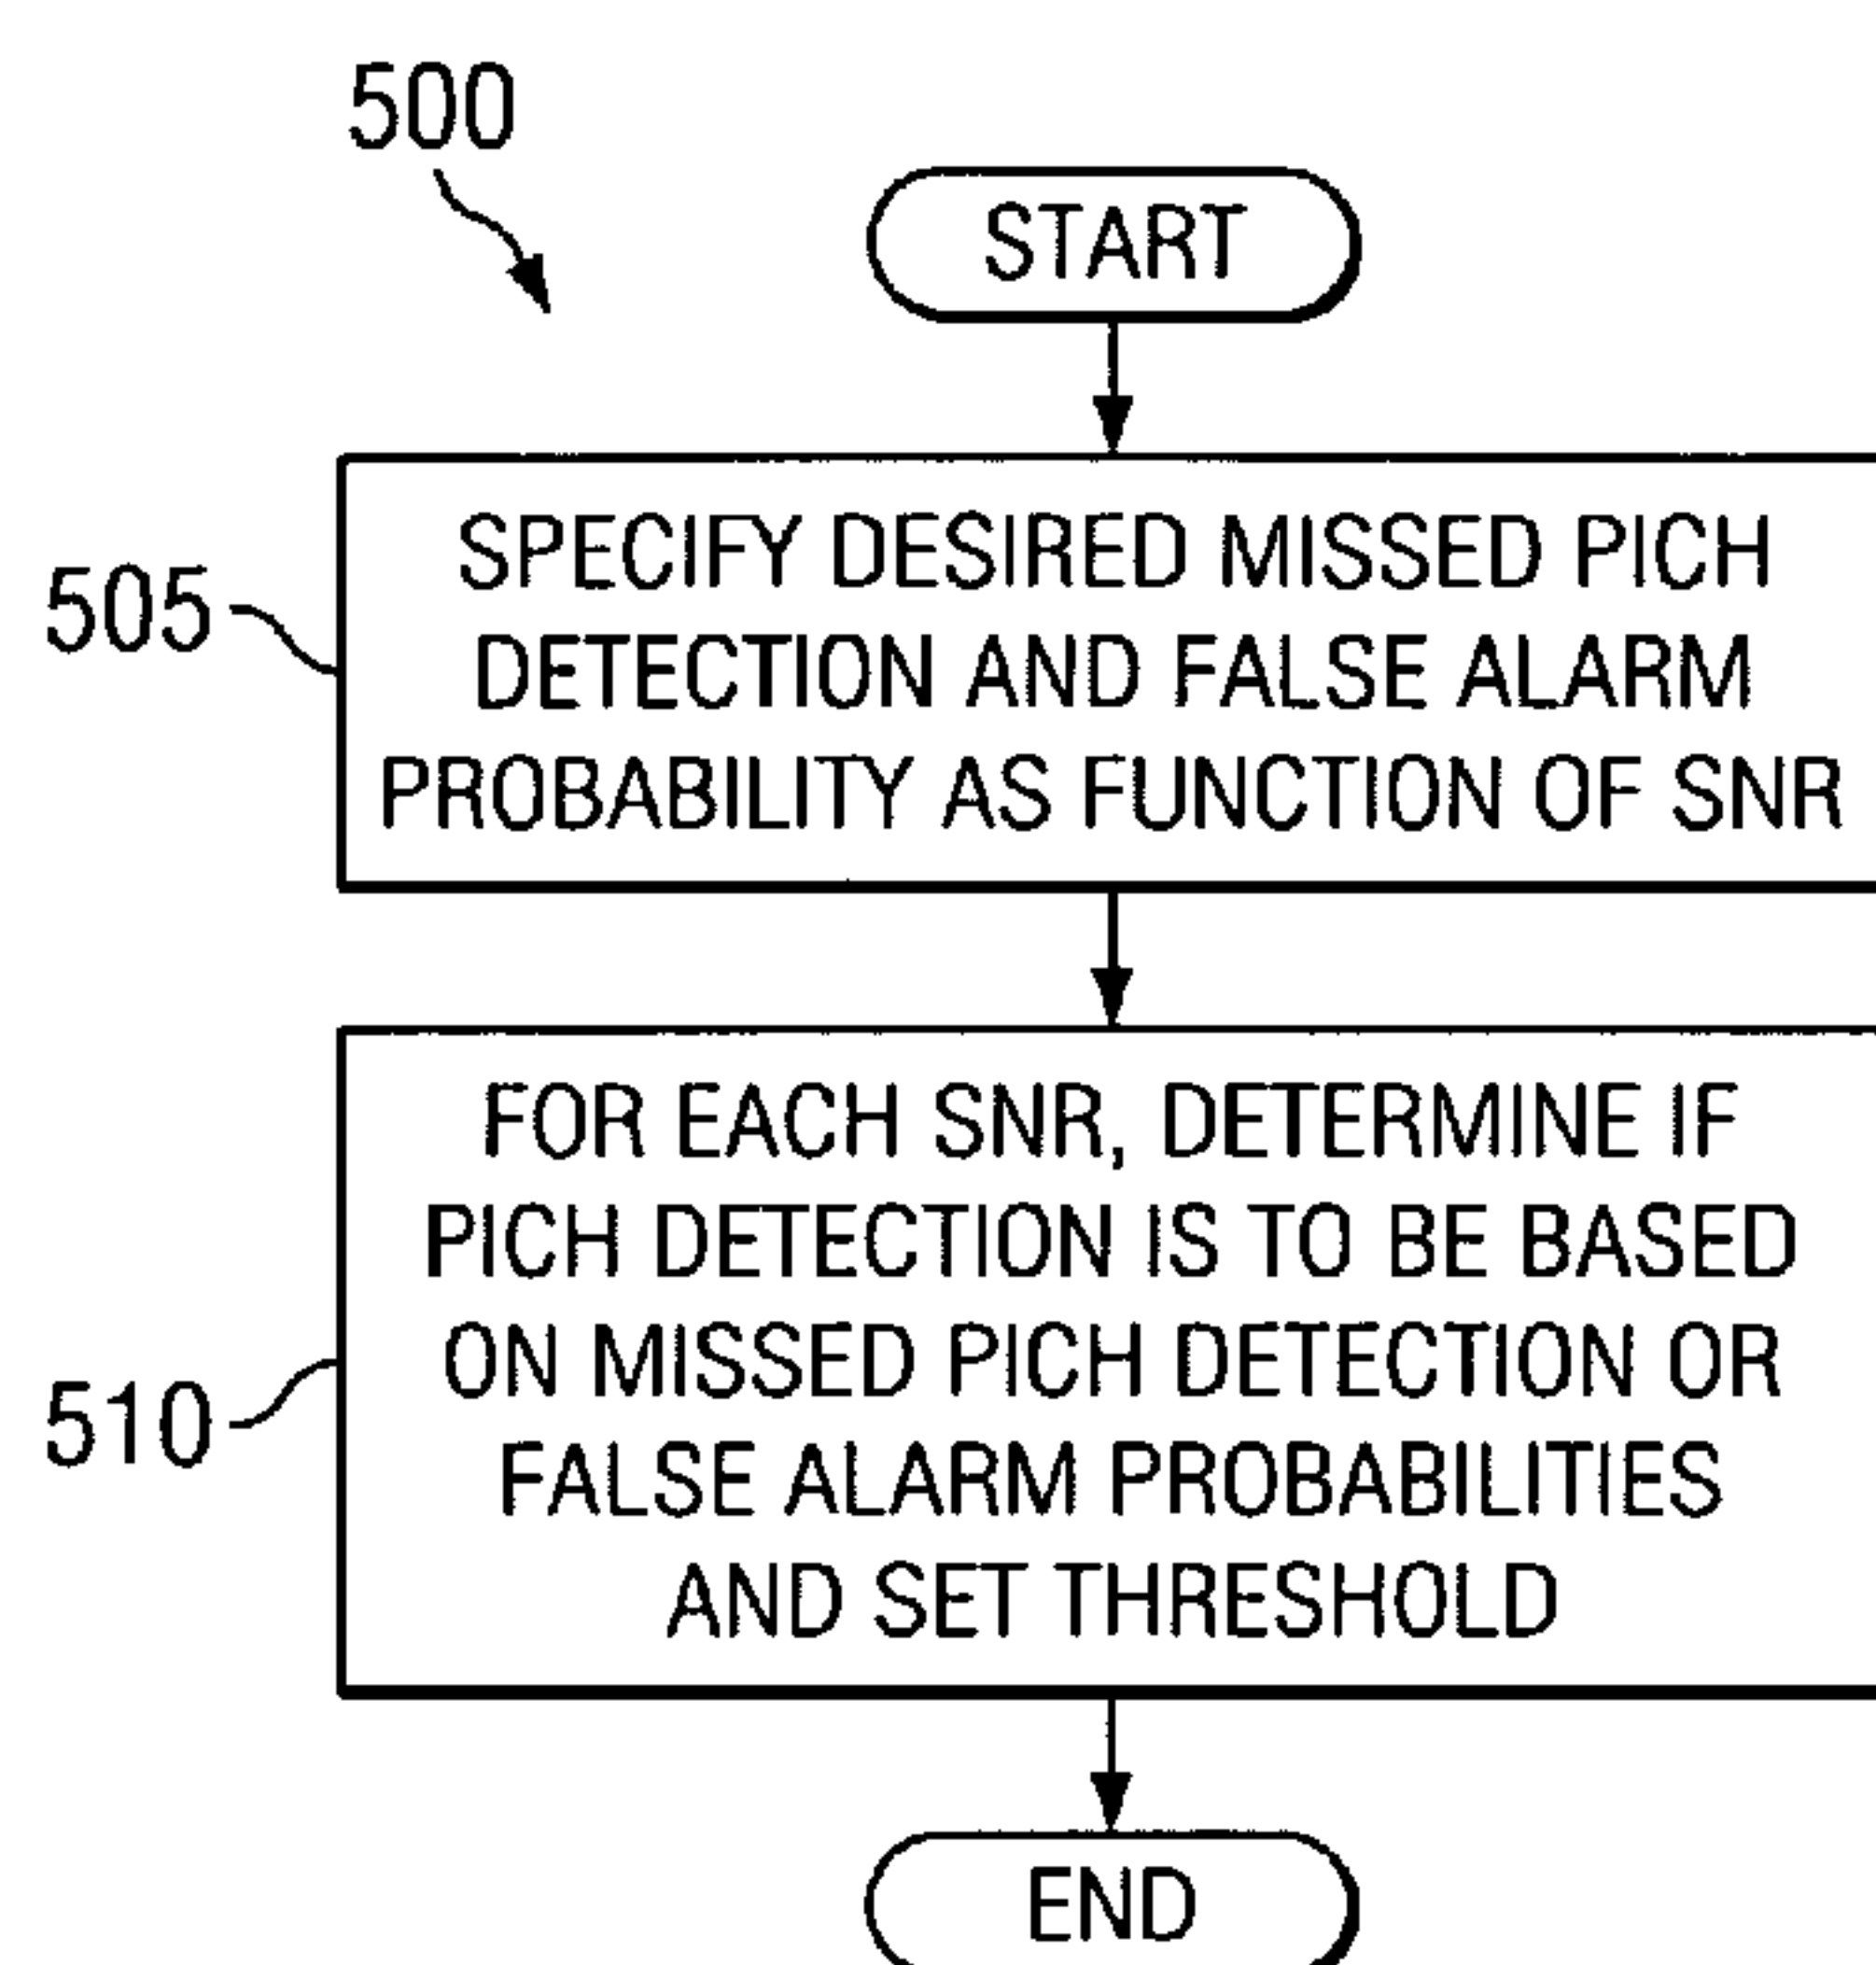 500
START
505
SPECIFY DESIRED MISSED PICH
DETECTION AND FALSE ALARM
PROBABILITY AS FUNCTION OF SNR
510
FOR EACH SNR, DETERMINE IF
PICH DETECTION IS TO BE BASED
ON MISSED PICH DETECTION OR
FALSE ALARM PROBABILITIES
AND SET THRESHOLD
END